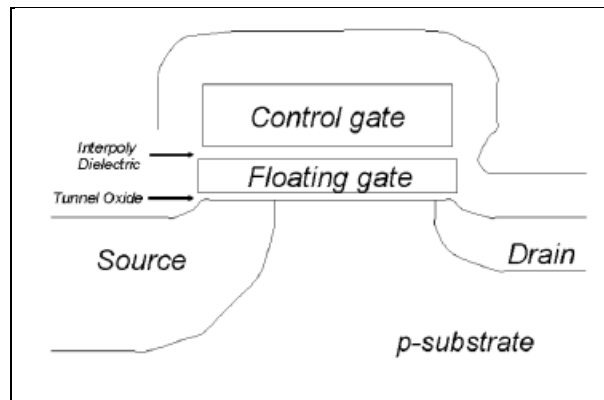 Control gate
Interpoly
Dielectric
Floating gate
Tunnel Oxide
Source
Drain
p-substrate